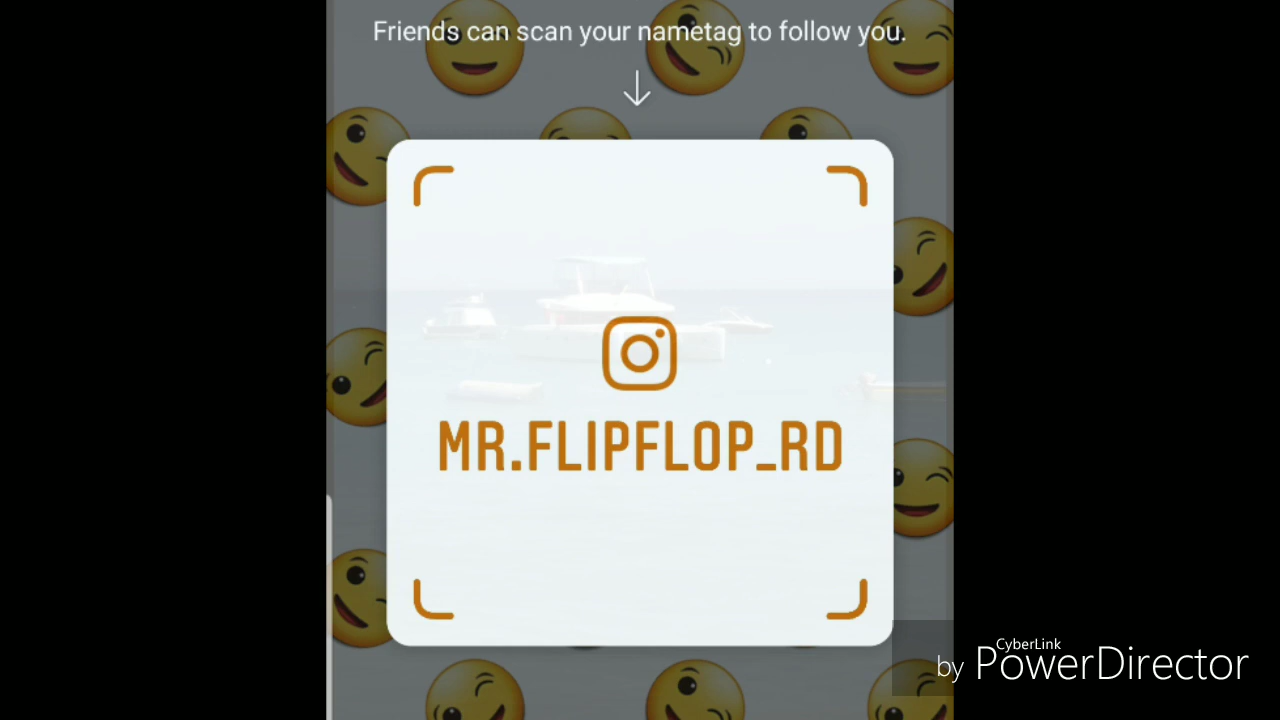 Friends can scan your nametag to follow you.
MR.FLIPFLOP_RD
CyberLink
by PowerDirector